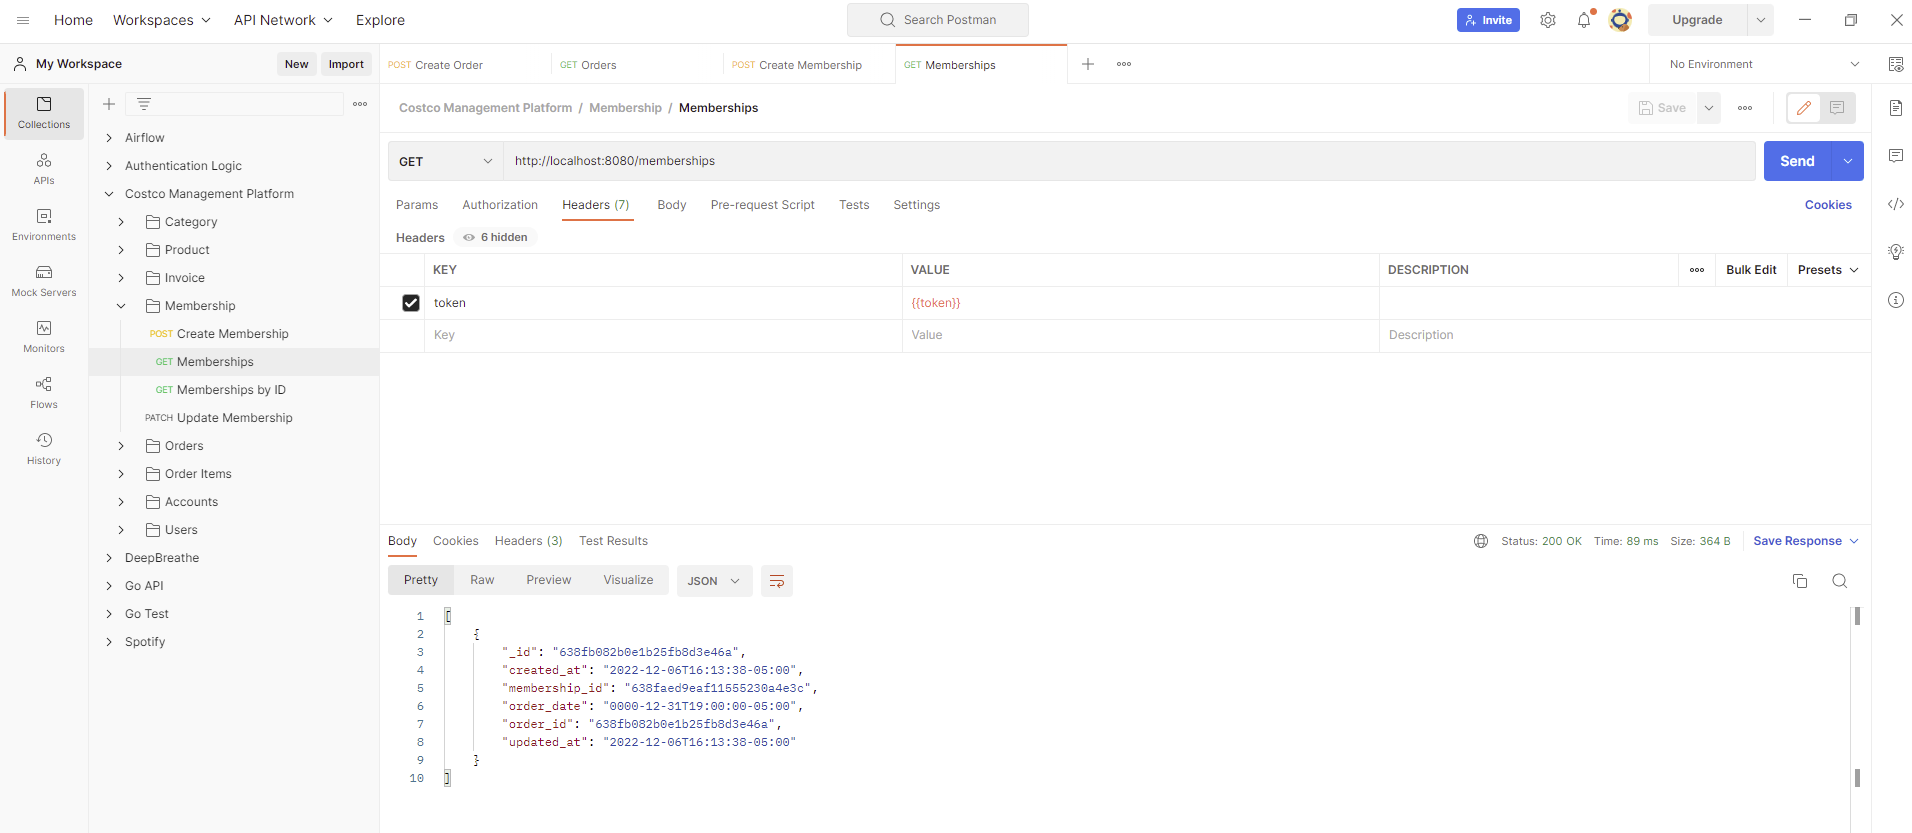 Home Workspaces API Network Explore Search Postman Invite Upgrade
My Workspace New Import
POST Create Order GET Orders POST Create Membership GET Memberships No Environment
Collections
APIs
Environments
Mock Servers
Monitors
Flows
History
Airflow
Authentication Logic
Costco Management Platform
Category
Product
Invoice
Membership
POST Create Membership
GET Memberships
GET Memberships by ID
PATCH Update Membership
Orders
Order Items
Accounts
Users
DeepBreathe
Go API
Go Test
Spotify
Costco Management Platform / Membership / Memberships Save
GET http://localhost:8080/memberships Send
Params Authorization Headers (7) Body Pre-request Script Tests Settings Cookies
Headers 6 hidden
KEY VALUE DESCRIPTION Bulk Edit Presets
token {{token}}
Key Value Description
Body Cookies Headers (3) Test Results Status: 200 OK Time: 89 ms Size: 364 B Save Response
Pretty Raw Preview Visualize JSON
1 [
2 {
3 "_id": "638fb082b0e1b25fb8d3e46a",
4 "created_at": "2022-12-06T16:13:38-05:00",
5 "membership_id": "638faed9eaf11555230a4e3c",
6 "order_date": "0000-12-31T19:00:00-05:00",
7 "order_id": "638fb082b0e1b25fb8d3e46a",
8 "updated_at": "2022-12-06T16:13:38-05:00"
9 }
10 ]